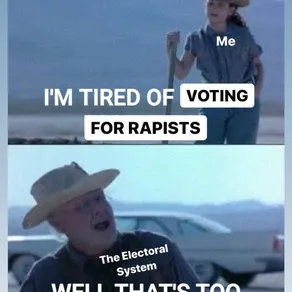 Me
I'M TIRED OF VOTING
FOR RAPISTS
The Electoral
System
WELL THAT'S TOO